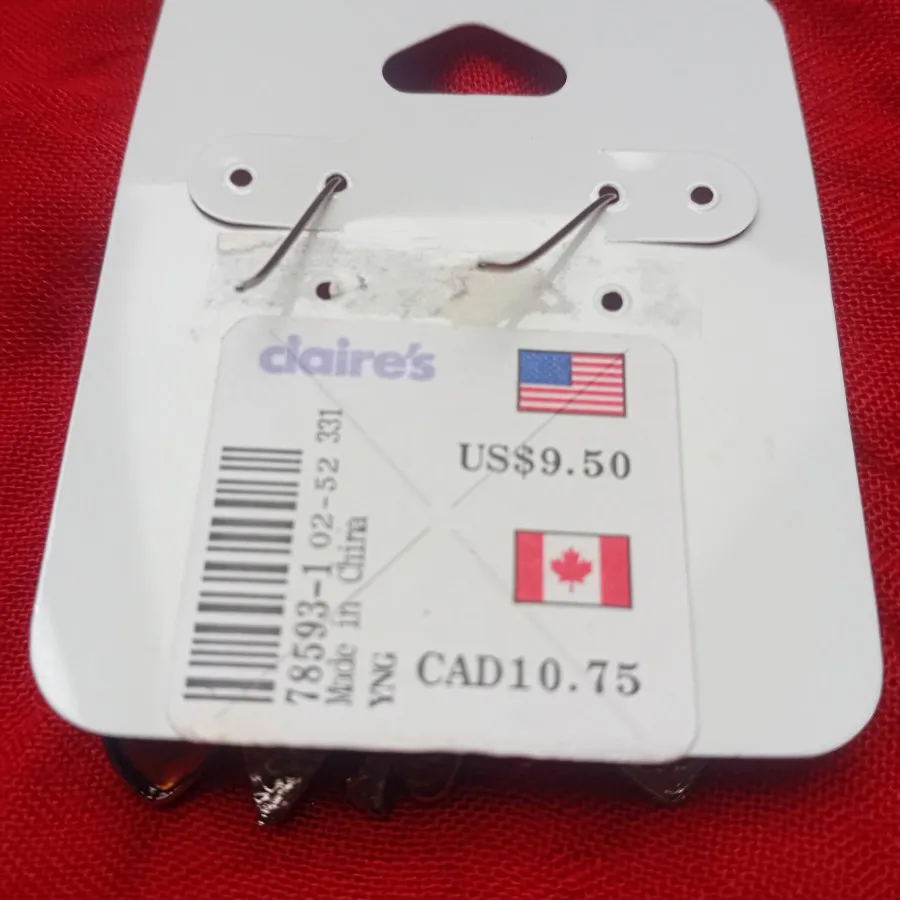 claire's
US$9.50
CAD10.75
78593-1 02-52 331
Made in China
YNG